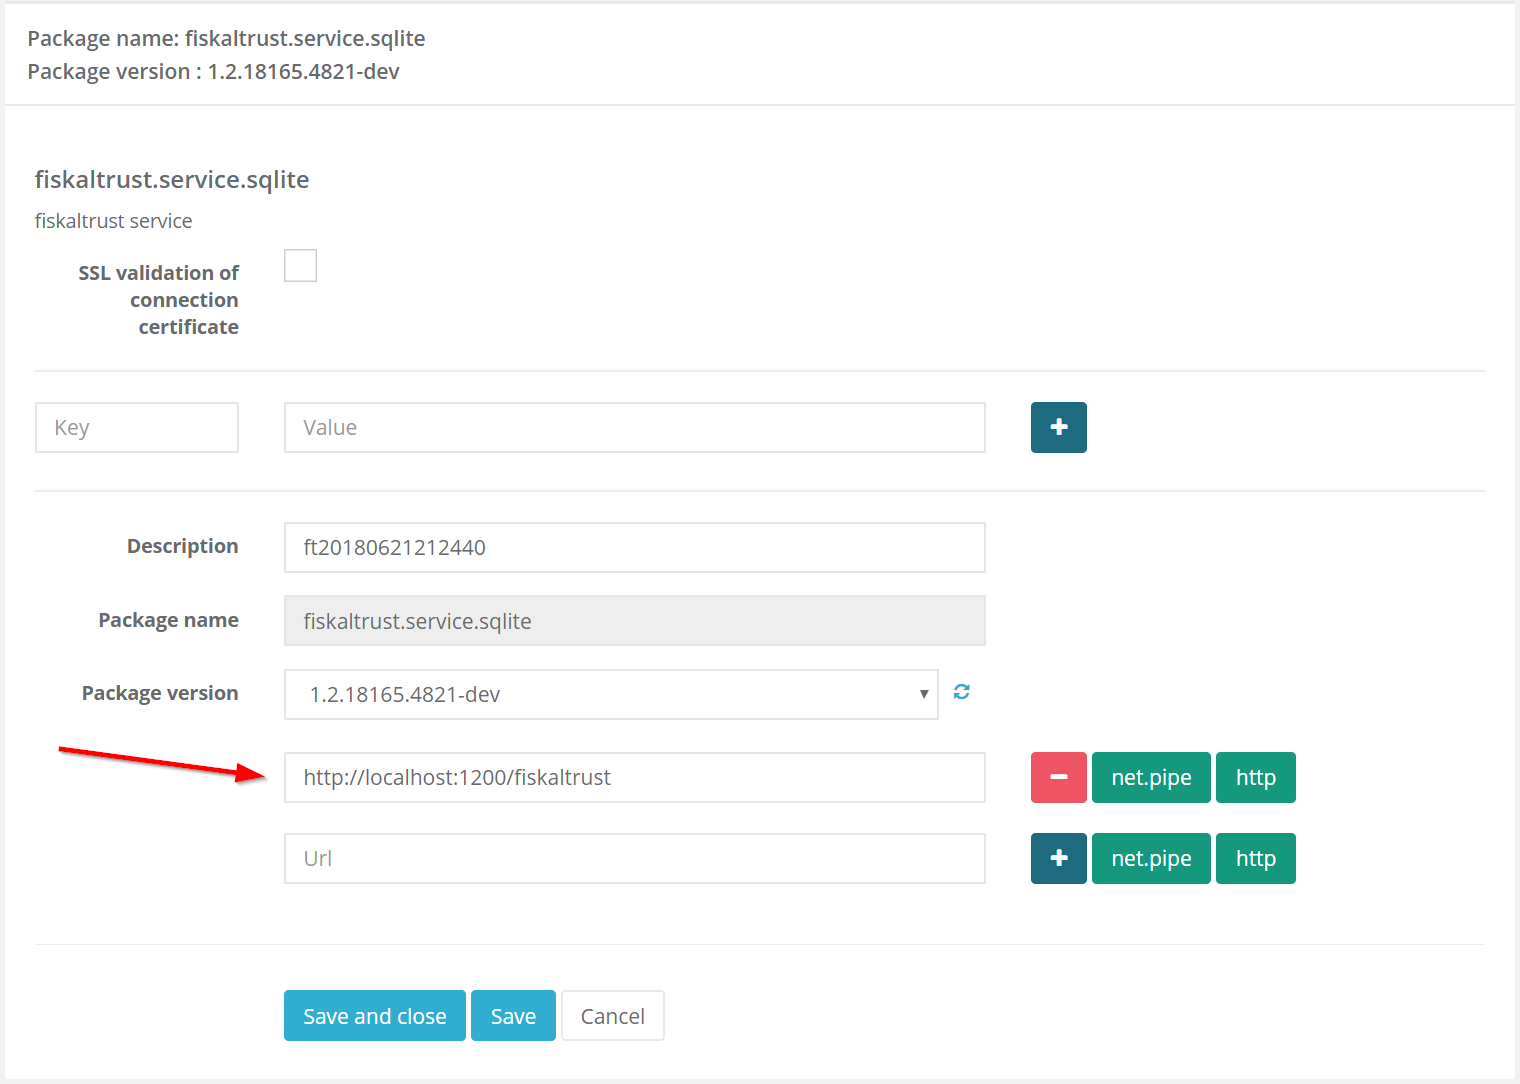 Package name: fiskaltrust.service.sqlite
Package version : 1.2.18165.4821-dev
fiskaltrust.service.sqlite
fiskaltrust service
SSL validation of
connection
certificate
Key Value
Description ft20180621212440
Package name fiskaltrust.service.sqlite
Package version 1.2.18165.4821-dev
http://localhost:1200/fiskaltrust net.pipe http
Url net.pipe http
Save and close Save Cancel